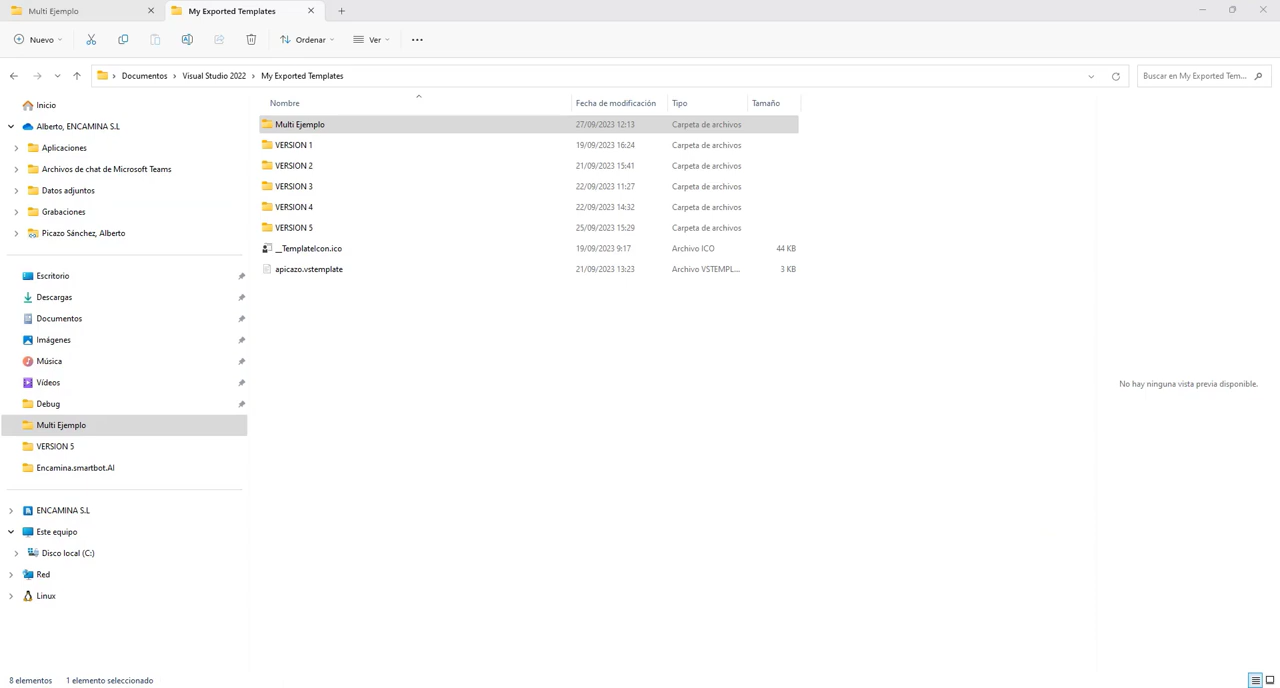 Multi Ejemplo
My Exported Templates
Nuevo
Ordenar
Ver
Documentos > Visual Studio 2022 > My Exported Templates
Buscar en My Exported Tem...
Inicio
Alberto, ENCAMINA S.L
Aplicaciones
Archivos de chat de Microsoft Teams
Datos adjuntos
Grabaciones
Picazo Sánchez, Alberto
Escritorio
Descargas
Documentos
Imágenes
Música
Vídeos
Debug
Multi Ejemplo
VERSION 5
Encamina.smartbot.AI
ENCAMINA S.L
Este equipo
Disco local (C:)
Red
Linux
Nombre Fecha de modificación Tipo Tamaño
Multi Ejemplo 27/09/2023 12:13 Carpeta de archivos
VERSION 1 19/09/2023 16:24 Carpeta de archivos
VERSION 2 21/09/2023 15:41 Carpeta de archivos
VERSION 3 22/09/2023 11:27 Carpeta de archivos
VERSION 4 22/09/2023 14:32 Carpeta de archivos
VERSION 5 25/09/2023 15:29 Carpeta de archivos
__TemplateIcon.ico 19/09/2023 9:17 Archivo ICO 44 KB
apicazo.vstemplate 21/09/2023 13:23 Archivo VSTEMPL... 3 KB
No hay ninguna vista previa disponible.
8 elementos 1 elemento seleccionado